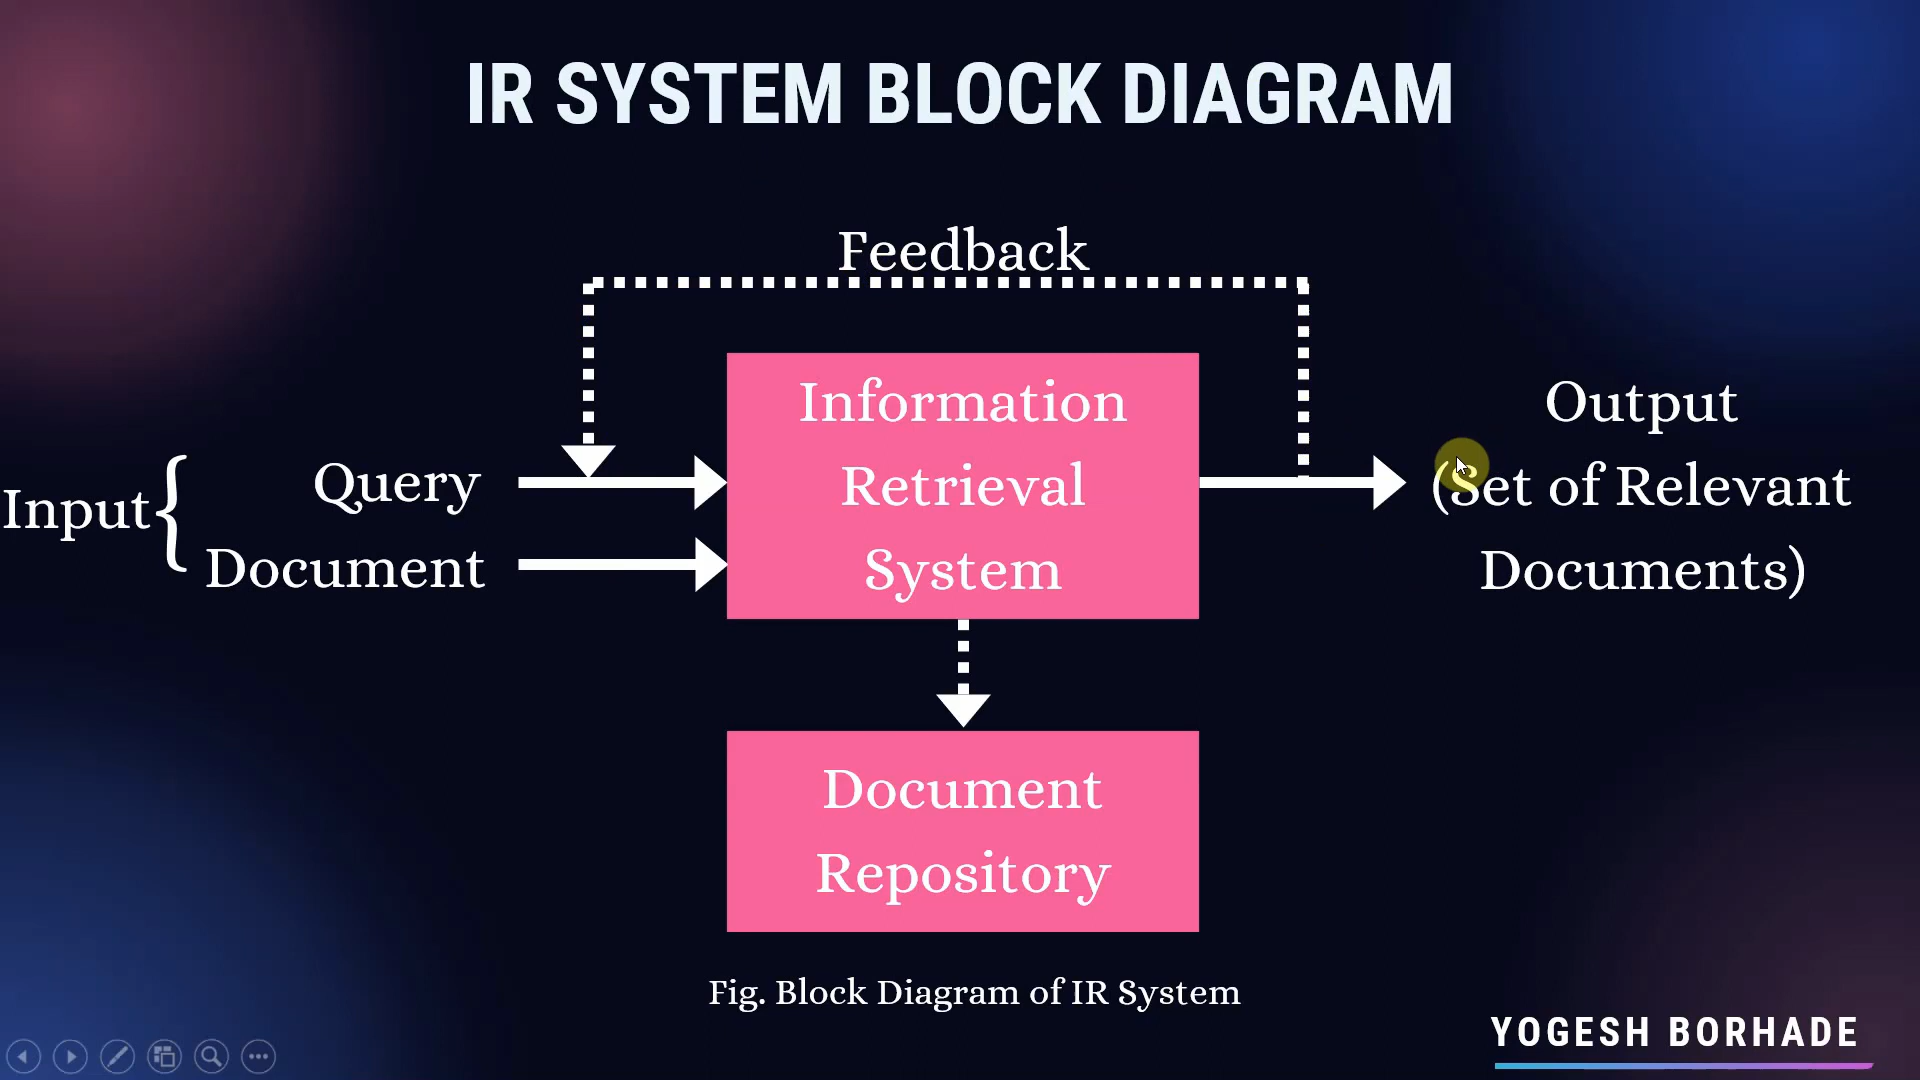 IR SYSTEM BLOCK DIAGRAM
Feedback
Information
Retrieval
System
Input {
Query
Document
Output
(Set of Relevant
Documents)
Document
Repository
Fig. Block Diagram of IR System
YOGESH BORHADE